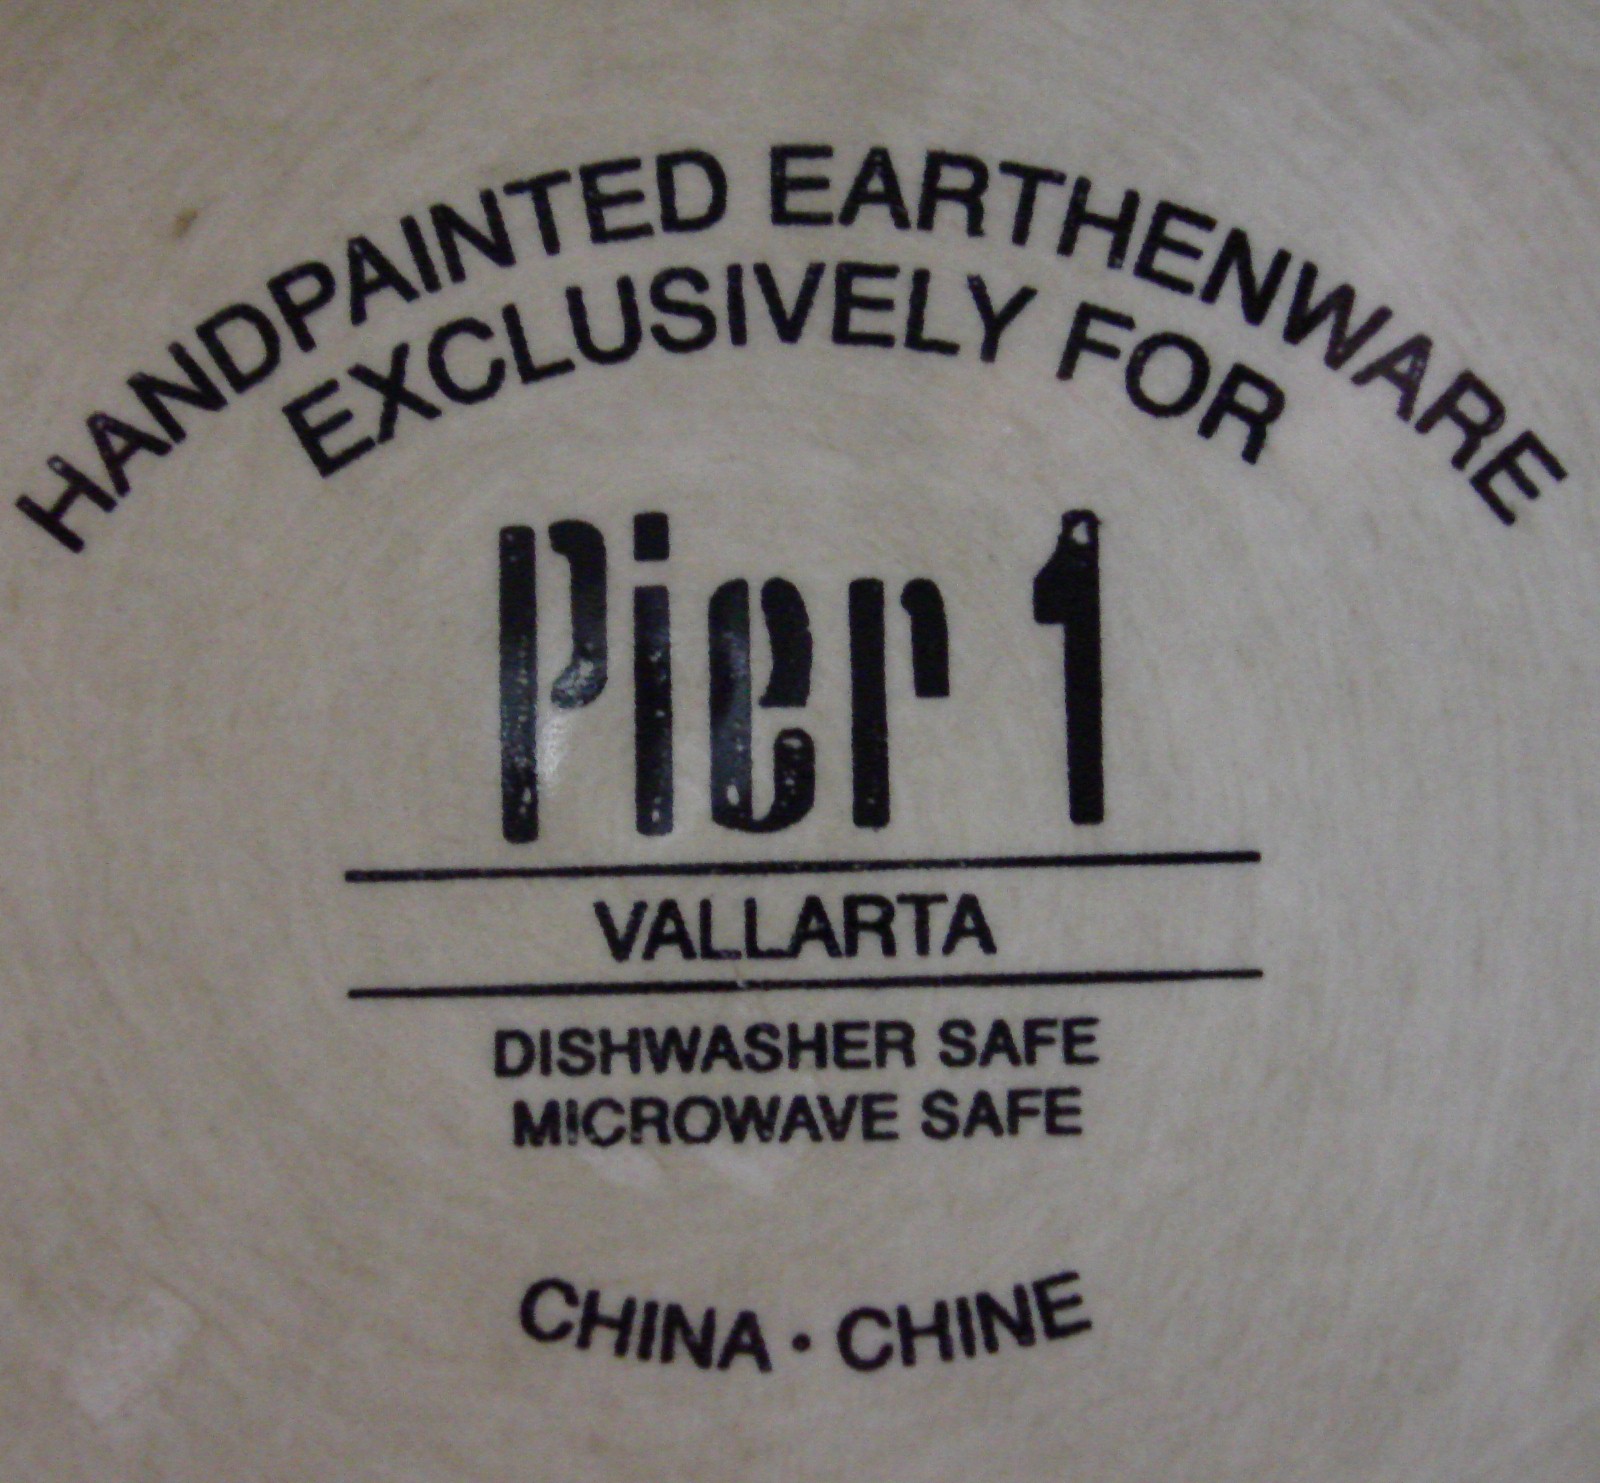 HANDPAINTED EARTHENWARE
EXCLUSIVELY FOR
Pier 1
VALLARTA
DISHWASHER SAFE
MICROWAVE SAFE
CHINA · CHINE